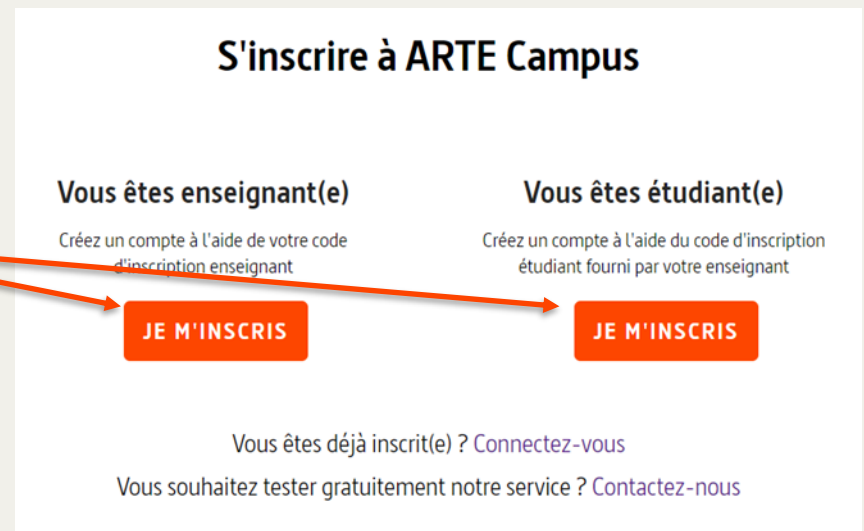 S'inscrire à ARTE Campus
Vous êtes enseignant(e)
Créez un compte à l'aide de votre code
d'inscription enseignant
JE M'INSCRIS
Vous êtes étudiant(e)
Créez un compte à l'aide du code d'inscription
étudiant fourni par votre enseignant
JE M'INSCRIS
Vous êtes déjà inscrit(e) ? Connectez-vous
Vous souhaitez tester gratuitement notre service ? Contactez-nous